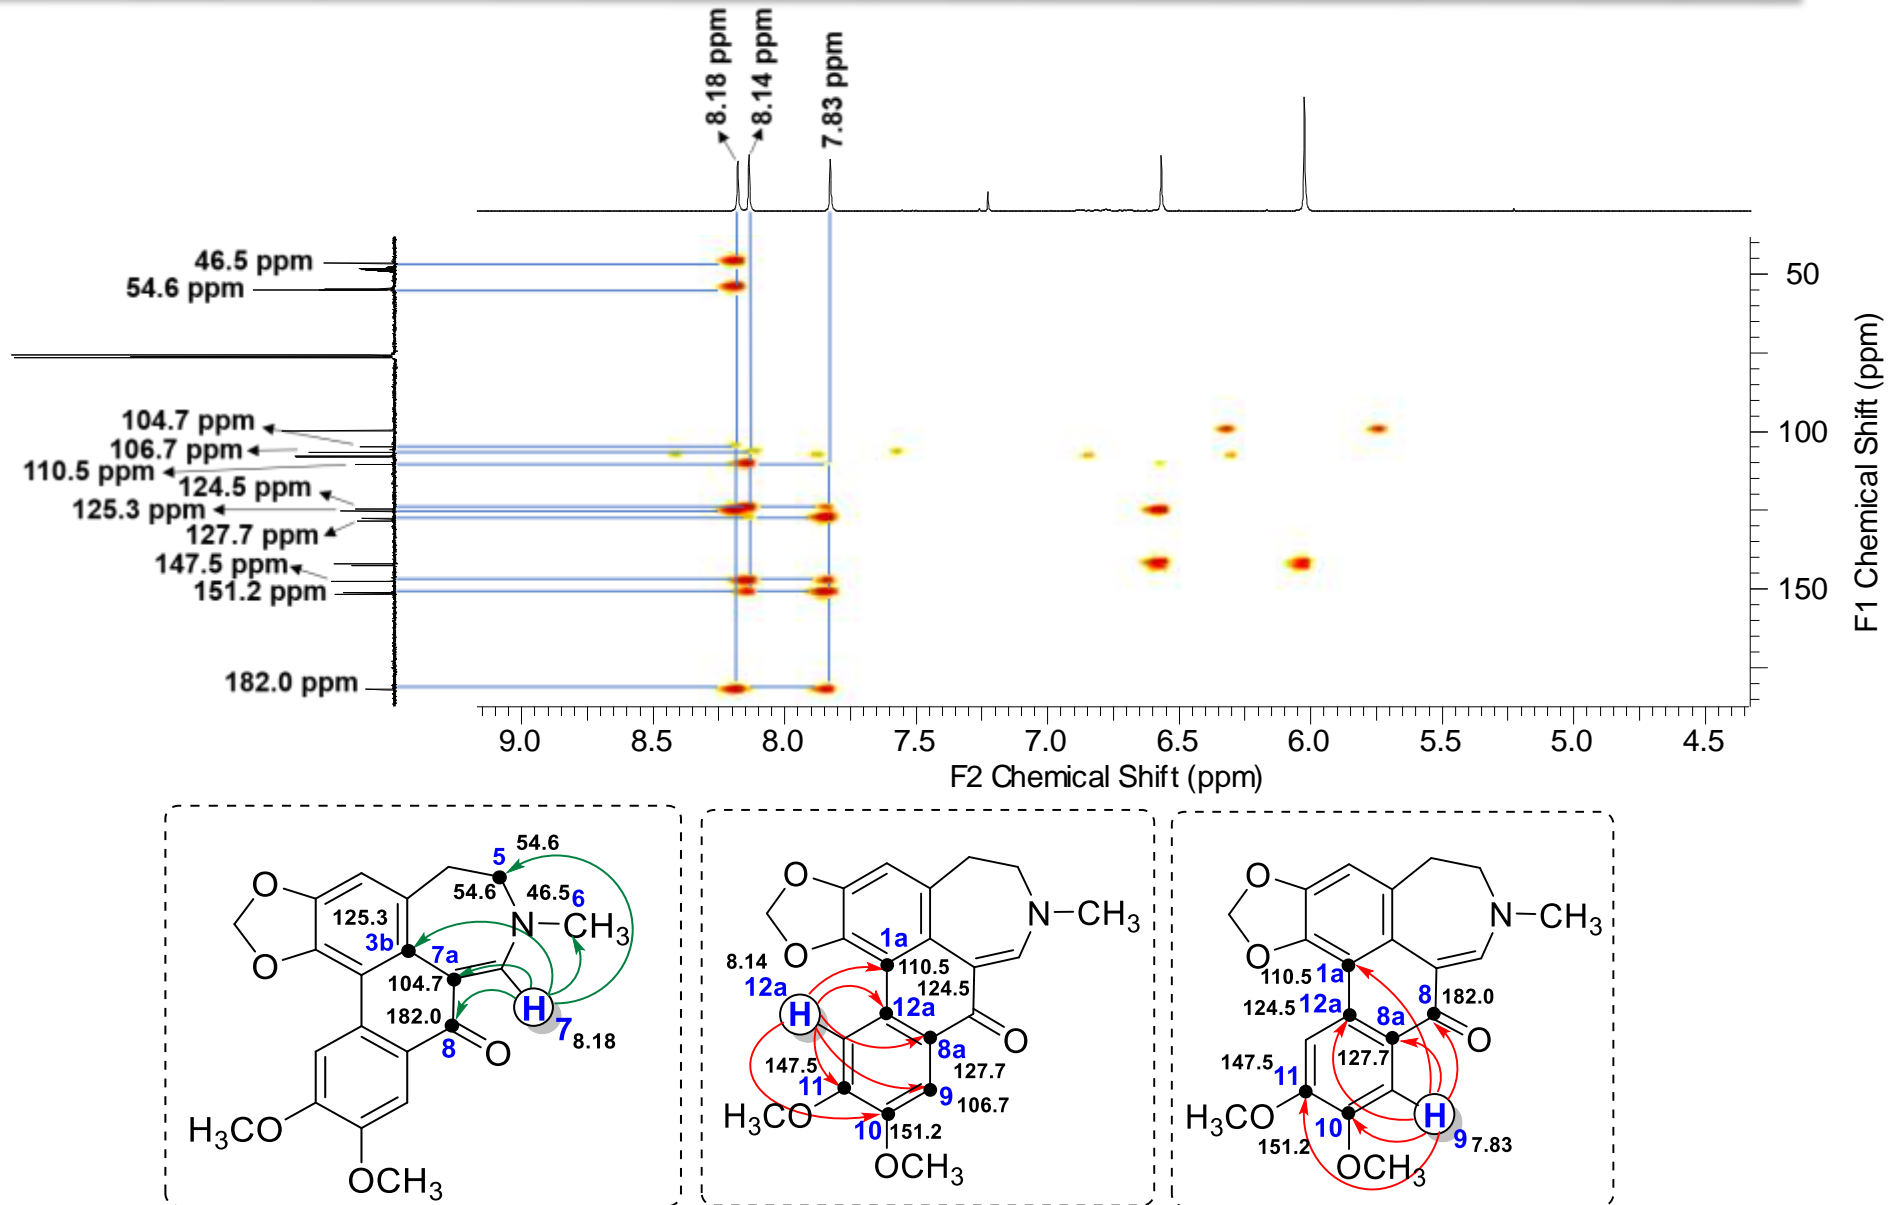 8.18 ppm
8.14 ppm
7.83 ppm
46.5 ppm
54.6 ppm
104.7 ppm
106.7 ppm
110.5 ppm
124.5 ppm
125.3 ppm
127.7 ppm
147.5 ppm
151.2 ppm
182.0 ppm
50
100
150
F1 Chemical Shift (ppm)
9.0 8.5 8.0 7.5 7.0 6.5 6.0 5.5 5.0 4.5
F2 Chemical Shift (ppm)
54.6
5
O
54.6 46.5 6
125.3
N CH3
3b
7a
O
104.7
H
182.0
7 8.18
8
O
H3CO
OCH3
O
N CH3
1a
O
8.14
110.5
12a
124.5
H
12a
O
8a
147.5
127.7
11
9
106.7
H3CO
10
151.2
OCH3
O
N CH3
O
110.5 1a
8
182.0
124.5 12a
8a
O
127.7
147.5
11
H
H3CO
10
9 7.83
151.2
OCH3